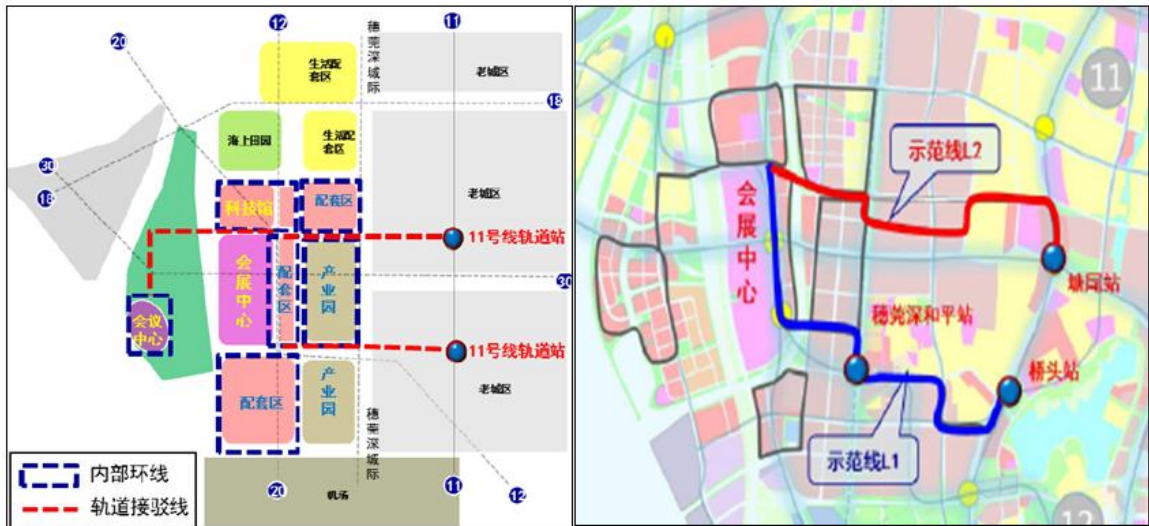 12
11
20
穗莞深城际
生活配
套区
老城区
18
海上田园
生活配
套区
30
18
科技馆
配套区
老城区
11号线轨道站
会展中心
配套区
产业园
30
会议
中心
11号线轨道站
配套区
产业园
老城区
穗莞深城际
内部环线
轨道接驳线
20
机场
11
12
11
示范线L2
会展中心
塘尾站
穗莞深和平站
桥头站
示范线L1
12